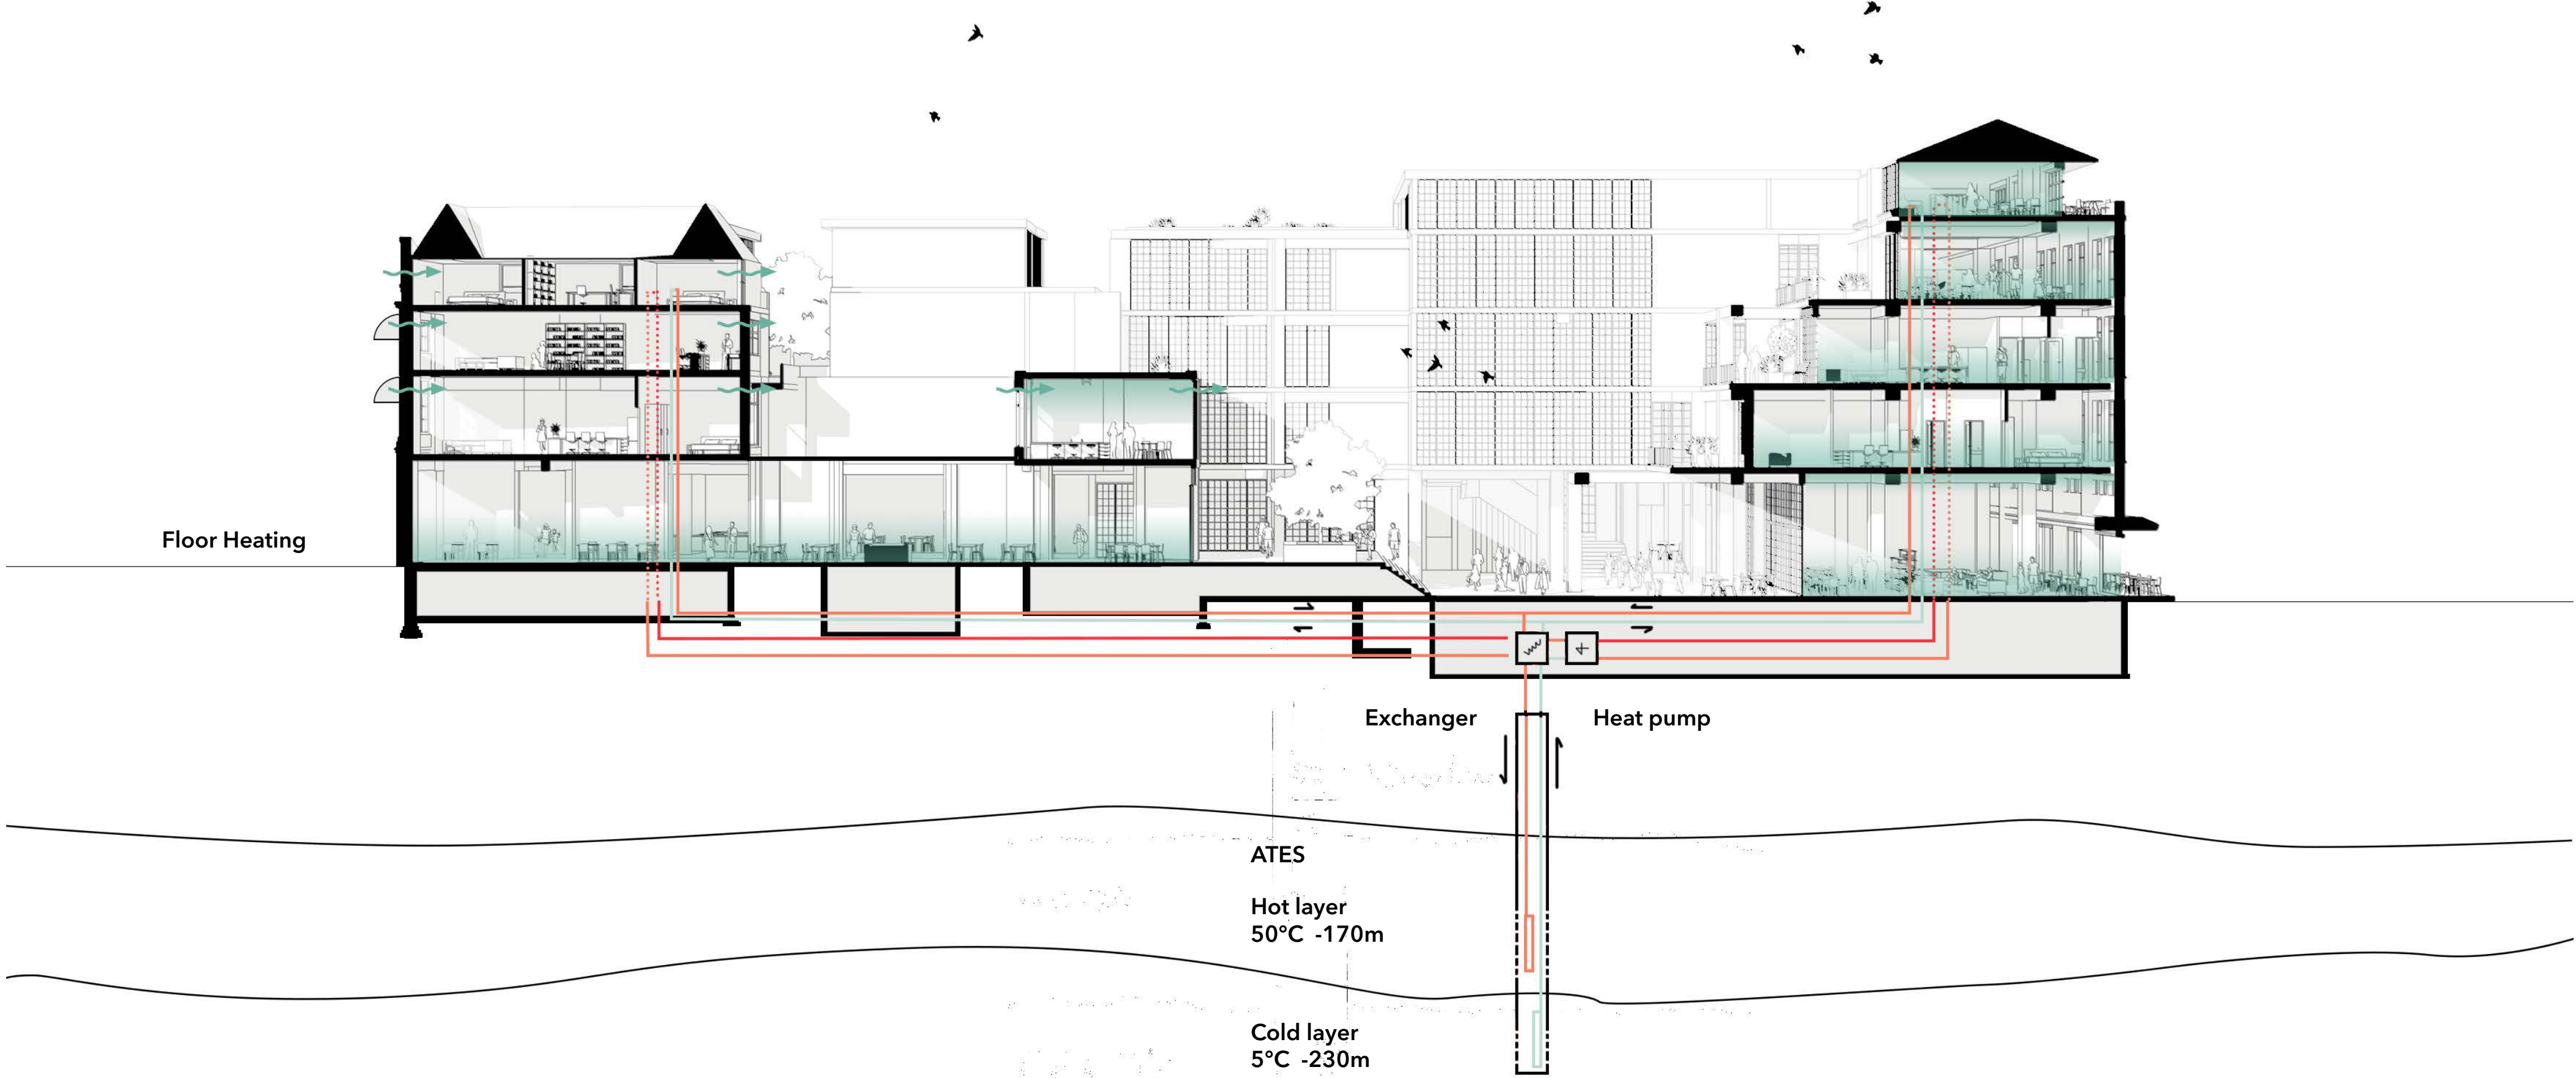 Floor Heating
Exchanger
Heat pump
ATES
Hot layer
50°C -170m
Cold layer
5°C -230m